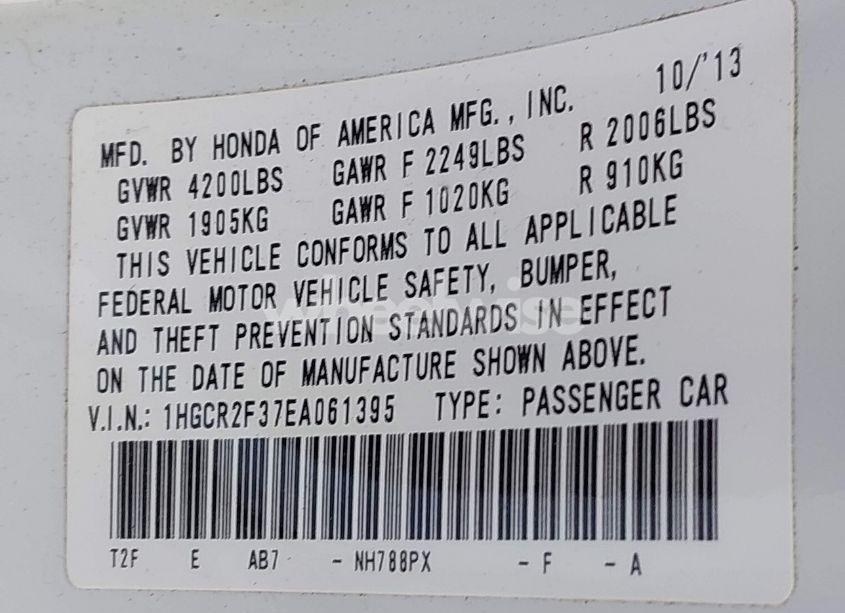 MFD. BY HONDA OF AMERICA MFG., INC. 10/'13
GVWR 4200LBS GAWR F 2249LBS R 2006LBS
GVWR 1905KG GAWR F 1020KG R 910KG
THIS VEHICLE CONFORMS TO ALL APPLICABLE
FEDERAL MOTOR VEHICLE SAFETY, BUMPER,
AND THEFT PREVENTION STANDARDS IN EFFECT
ON THE DATE OF MANUFACTURE SHOWN ABOVE.
V.I.N.: 1HGCR2F37EA061395 TYPE: PASSENGER CAR
T2F E AB7 - NH788PX - F - A
wheelwise